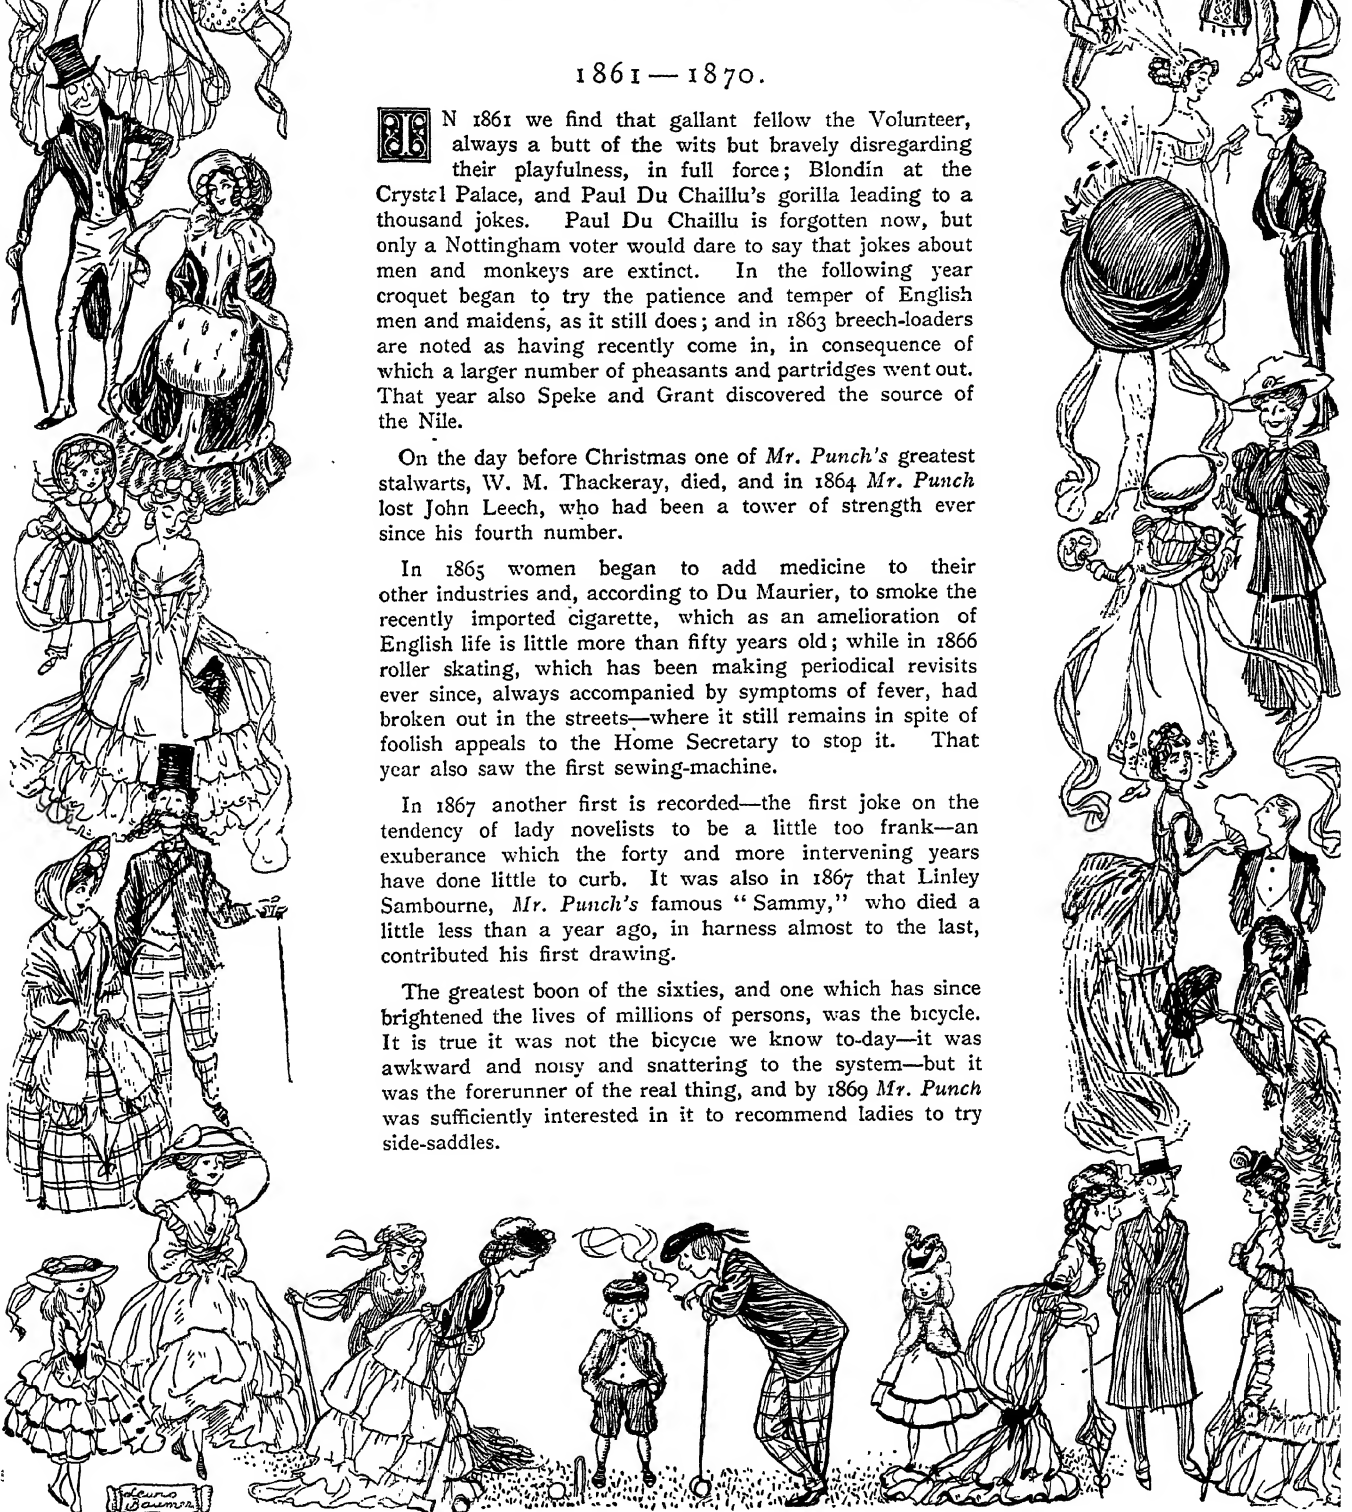 1861—1870.
IN 1861 we find that gallant fellow the Volunteer,
always a butt of the wits but bravely disregarding
their playfulness, in full force; Blondin at the
Crystal Palace, and Paul Du Chaillu's gorilla leading to a
thousand jokes. Paul Du Chaillu is forgotten now, but
only a Nottingham voter would dare to say that jokes about
men and monkeys are extinct. In the following year
croquet began to try the patience and temper of English
men and maidens, as it still does; and in 1863 breech-loaders
are noted as having recently come in, in consequence of
which a larger number of pheasants and partridges went out.
That year also Speke and Grant discovered the source of
the Nile.
On the day before Christmas one of Mr. Punch's greatest
stalwarts, W. M. Thackeray, died, and in 1864 Mr. Punch
lost John Leech, who had been a tower of strength ever
since his fourth number.
In 1865 women began to add medicine to their
other industries and, according to Du Maurier, to smoke the
recently imported cigarette, which as an amelioration of
English life is little more than fifty years old; while in 1866
roller skating, which has been making periodical revisits
ever since, always accompanied by symptoms of fever, had
broken out in the streets—where it still remains in spite of
foolish appeals to the Home Secretary to stop it. That
year also saw the first sewing-machine.
In 1867 another first is recorded—the first joke on the
tendency of lady novelists to be a little too frank—an
exuberance which the forty and more intervening years
have done little to curb. It was also in 1867 that Linley
Sambourne, Mr. Punch's famous "Sammy," who died a
little less than a year ago, in harness almost to the last,
contributed his first drawing.
The greatest boon of the sixties, and one which has since
brightened the lives of millions of persons, was the bicycle.
It is true it was not the bicycle we know to-day—it was
awkward and noisy and snattering to the system—but it
was the forerunner of the real thing, and by 1869 Mr. Punch
was sufficiently interested in it to recommend ladies to try
side-saddles.
Lewis
Baumer